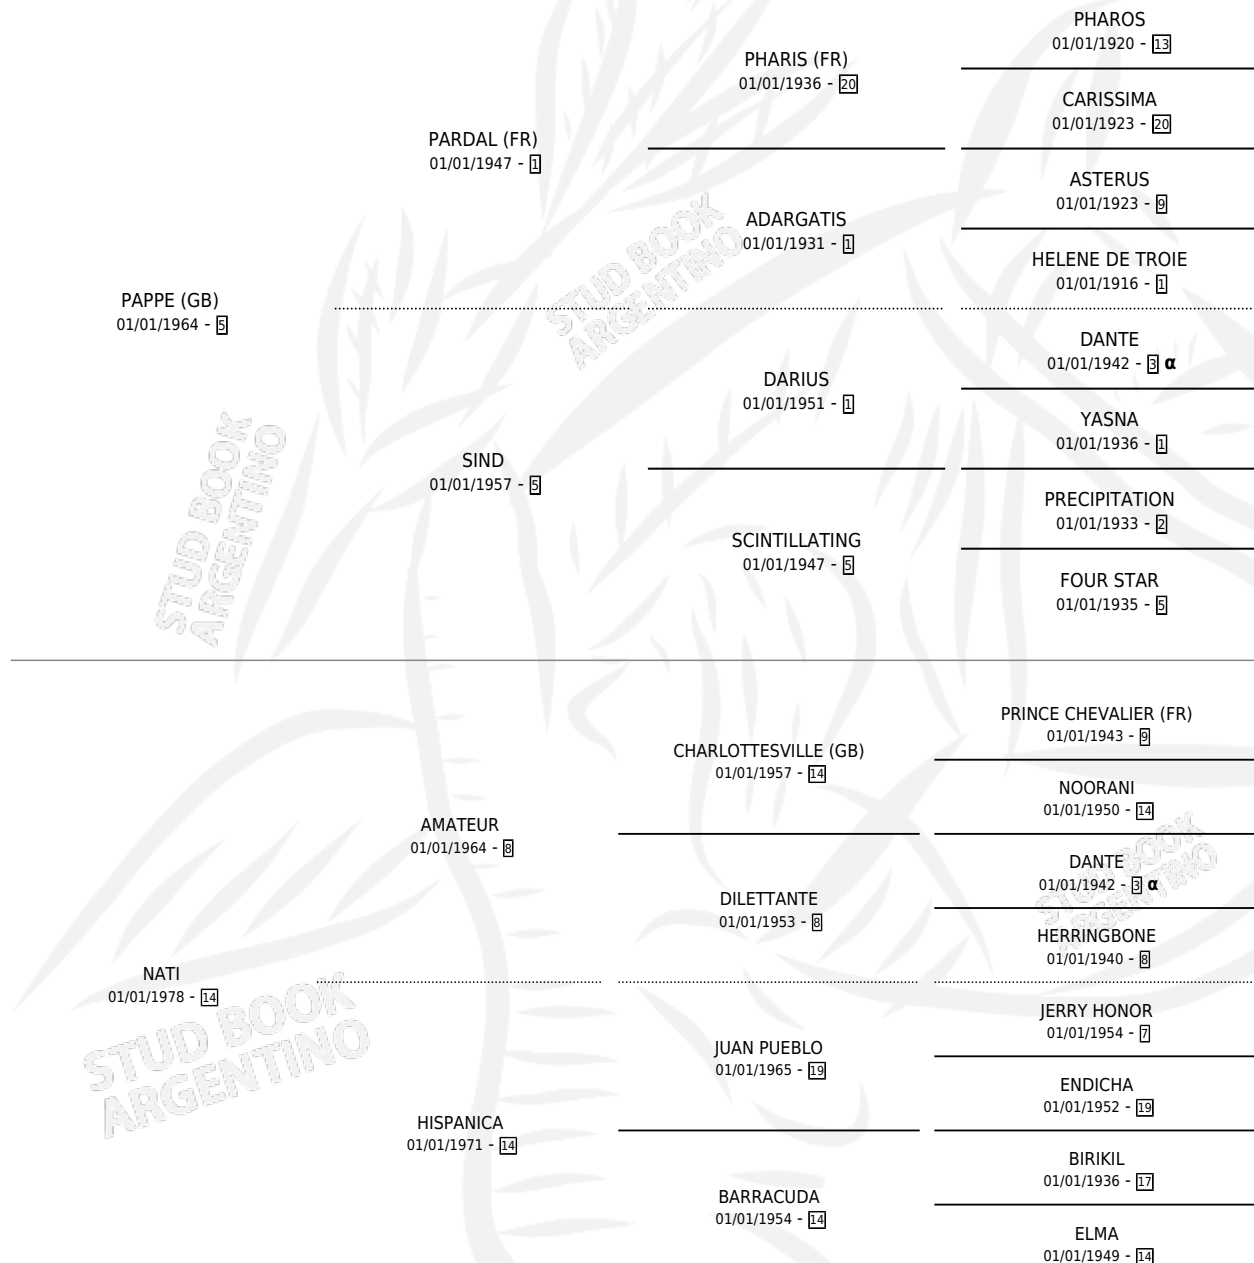 PHAROS
01/01/1920 - 13
PHARIS (FR)
01/01/1936 - 20
CARISSIMA
01/01/1923 - 20
PARDAL (FR)
01/01/1947 - 1
ASTERUS
01/01/1923 - 9
ADARGATIS
01/01/1931 - 1
HELENE DE TROIE
01/01/1916 - 1
PAPPE (GB)
01/01/1964 - 5
DANTE
01/01/1942 - 3 α
DARIUS
01/01/1951 - 1
YASNA
01/01/1936 - 1
SIND
01/01/1957 - 5
PRECIPITATION
01/01/1933 - 2
SCINTILLATING
01/01/1947 - 5
FOUR STAR
01/01/1935 - 5
STUD BOOK
ARGENTINO
STUD BOOK
ARGENTINO
PRINCE CHEVALIER (FR)
01/01/1943 - 9
CHARLOTTESVILLE (GB)
01/01/1957 - 14
NOORANI
01/01/1950 - 14
AMATEUR
01/01/1964 - 8
DANTE
01/01/1942 - 3 α
DILETTANTE
01/01/1953 - 8
HERRINGBONE
01/01/1940 - 8
NATI
01/01/1978 - 14
JERRY HONOR
01/01/1954 - 7
JUAN PUEBLO
01/01/1965 - 19
ENDICHA
01/01/1952 - 19
HISPANICA
01/01/1971 - 14
BIRIKIL
01/01/1936 - 17
BARRACUDA
01/01/1954 - 14
ELMA
01/01/1949 - 14
STUD BOOK
ARGENTINO
STUD BOOK
ARGENTINO